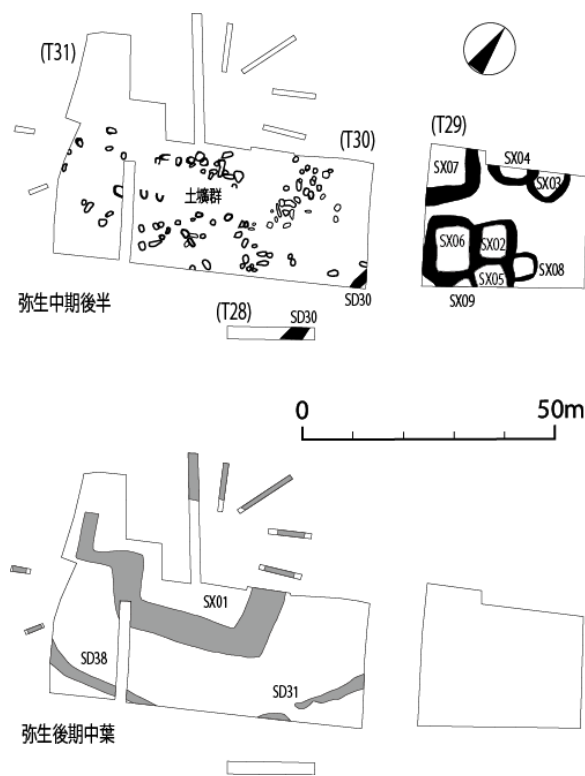 (T31)
(T30)
(T29)
SX04
SX07
SX03
土壙群
SX06
SX02
SX08
SX05
SD30
SX09
弥生中期後半
(T28)
SD30
0
50m
SX01
SD38
SD31
弥生後期中葉